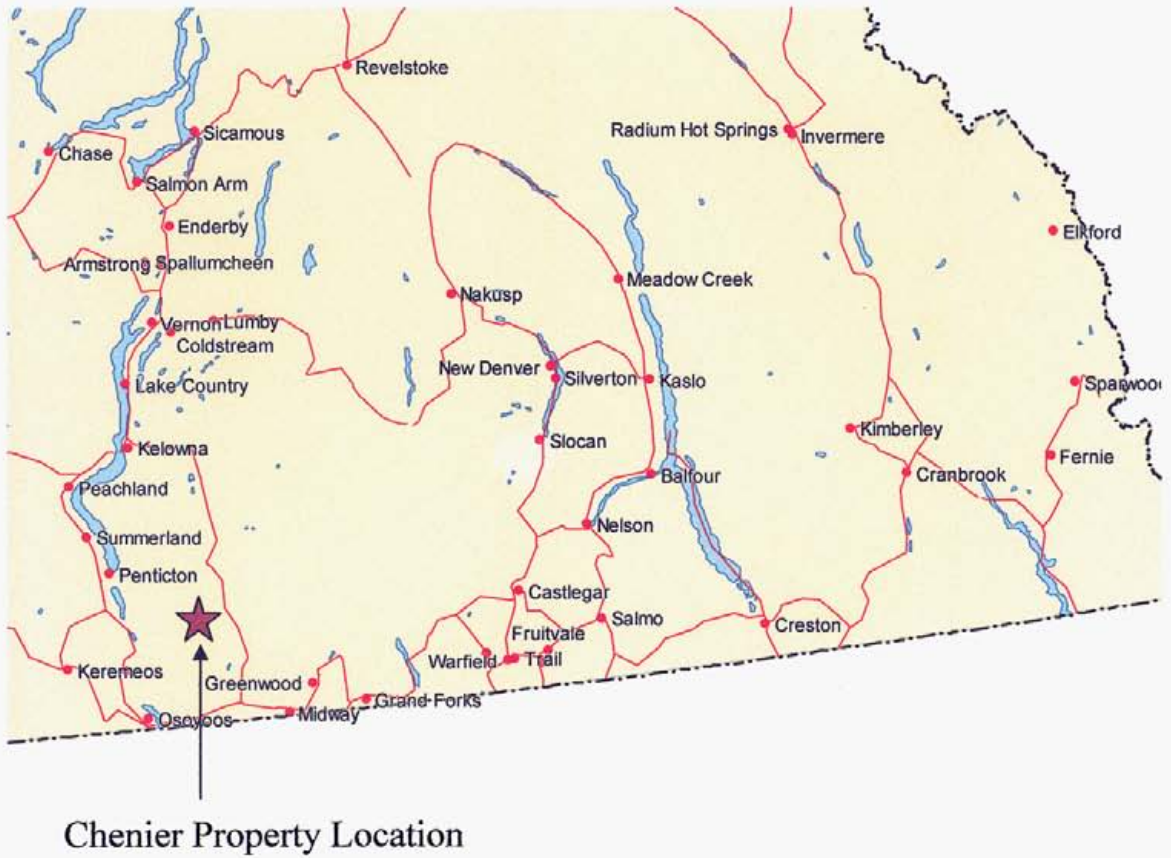 Revelstoke
Radium Hot Springs
Invermere
Sicamous
Chase
Salmon Arm
Enderby
Elkford
Armstrong Spallumcheen
Meadow Creek
Nakusp
Vernon Lumby
Coldstream
New Denver
Silverton
Kaslo
Lake Country
Sparwood
Kimberley
Slocan
Kelowna
Fernie
Cranbrook
Balfour
Peachland
Nelson
Summerland
Penticton
Castlegar
Salmo
Creston
Fruitvale
Warfield
Trail
Keremeos
Greenwood
Grand Forks
Midway
Osoyoos
Chenier Property Location